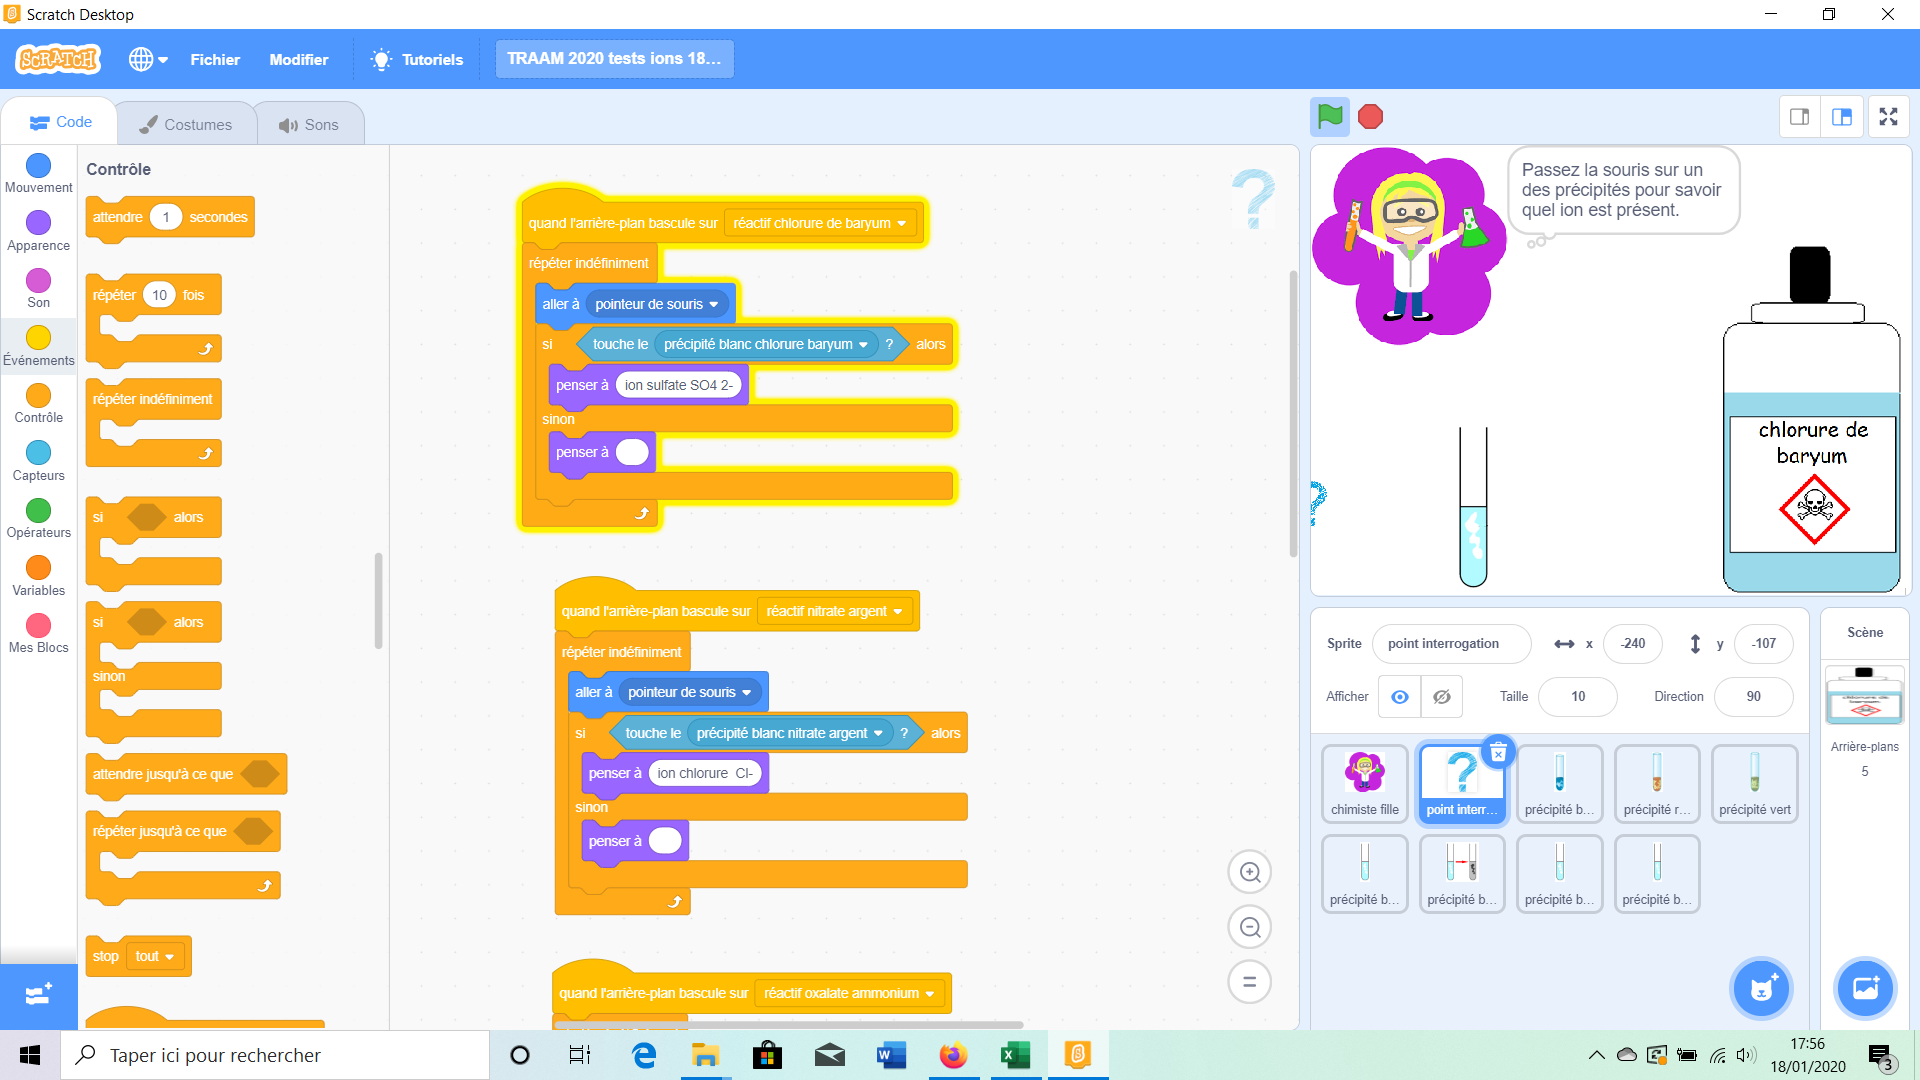 Scratch Desktop
SCRATCH
Fichier
Modifier
Tutoriels
TRAAM 2020 tests ions 18...
Code
Costumes
Sons
Mouvement
Apparence
Son
Événements
Contrôle
Capteurs
Opérateurs
Variables
Mes Blocs
Contrôle
attendre 1 secondes
répéter 10 fois
répéter indéfiniment
si alors
si alors
sinon
attendre jusqu'à ce que
répéter jusqu'à ce que
stop tout
quand l'arrière-plan bascule sur réactif chlorure de baryum
répéter indéfiniment
aller à pointeur de souris
si touche le précipité blanc chlorure baryum ? alors
penser à ion sulfate SO4 2-
sinon
penser à
quand l'arrière-plan bascule sur réactif nitrate argent
répéter indéfiniment
aller à pointeur de souris
si touche le précipité blanc nitrate argent ? alors
penser à ion chlorure Cl-
sinon
penser à
quand l'arrière-plan bascule sur réactif oxalate ammonium
Passez la souris sur un
des précipités pour savoir
quel ion est présent.
chlorure de
baryum
Sprite point interrogation x -240 y -107
Afficher Taille 10 Direction 90
chimiste fille
point interr...
précipité b...
précipité r...
précipité vert
précipité b...
précipité b...
précipité b...
précipité b...
Scène
Arrière-plans
5
Taper ici pour rechercher
17:56
18/01/2020
3